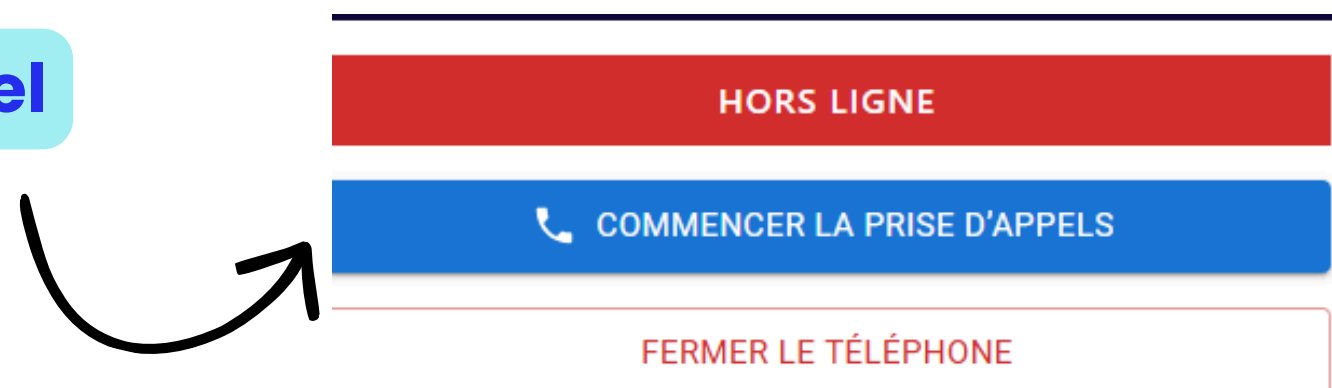 el
HORS LIGNE
COMMENCER LA PRISE D'APPELS
FERMER LE TÉLÉPHONE